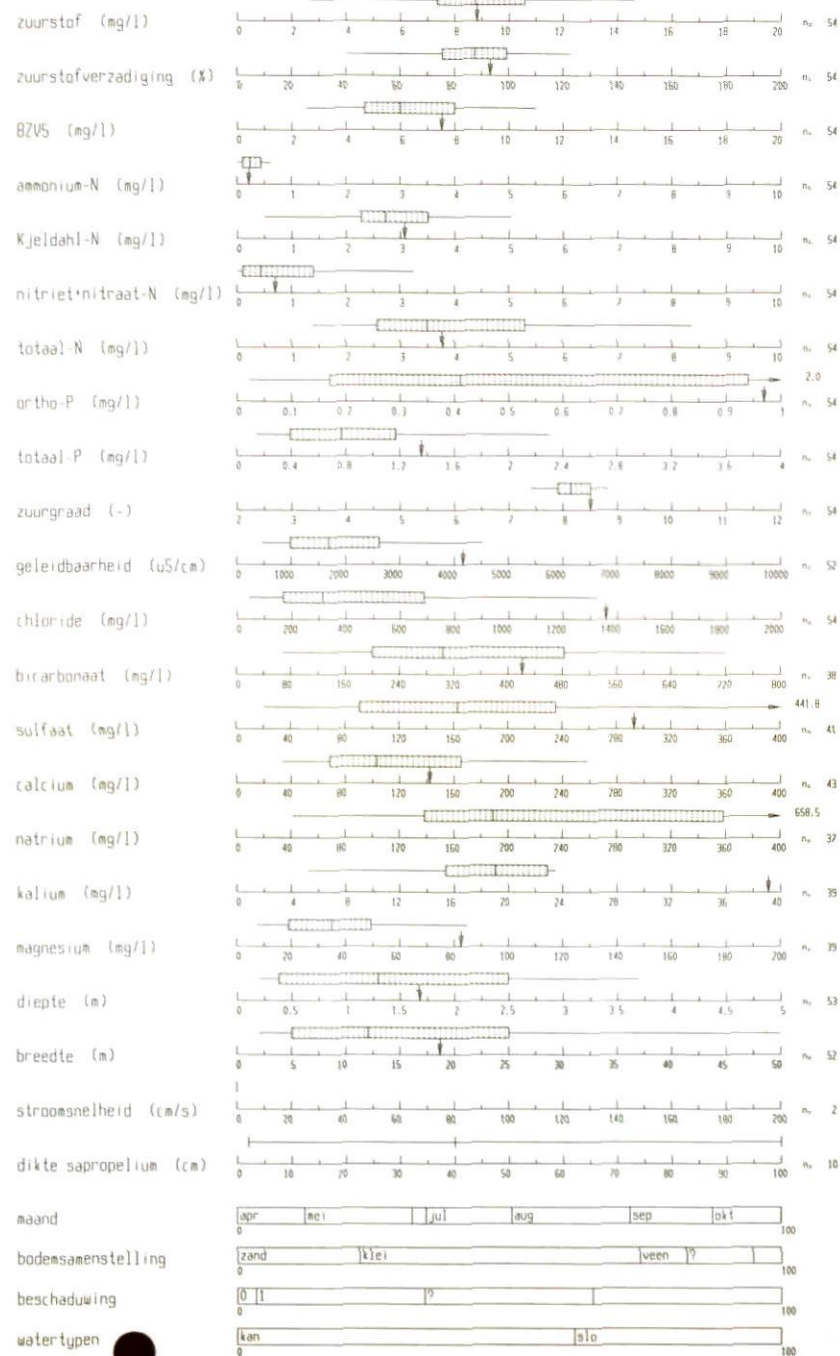 zuurstof (mg/l) 0 2 4 6 8 12 14 16 18 20 n= 54
zuurstofverzadiging (%) 0 20 40 60 80 100 120 140 160 180 200 n= 54
BZV5 (mg/l) 0 2 4 6 8 10 12 14 16 18 20 n= 54
ammonium-N (mg/l) 0 1 2 3 4 5 6 7 8 9 10 n= 54
Kjeldahl-N (mg/l) 0 1 2 3 4 5 6 7 8 9 10 n= 54
nitriet+nitraat-N (mg/l) 0 1 2 3 4 5 6 7 8 9 10 n= 54
totaal-N (mg/l) 0 1 2 3 4 5 6 7 8 9 10 n= 54
2.0
ortho-P (mg/l) 0 0.1 0.2 0.3 0.4 0.5 0.6 0.7 0.8 0.9 1 n= 54
totaal-P (mg/l) 0 0.4 0.8 1.2 1.6 2 2.4 2.8 3.2 3.6 4 n= 54
zuurgraad (-) 2 3 4 5 6 7 8 9 10 11 12 n= 54
geleidbaarheid (uS/cm) 0 1000 2000 3000 4000 5000 6000 7000 8000 9000 10000 n= 52
chloride (mg/l) 0 200 400 600 800 1000 1200 1400 1600 1800 2000 n= 54
bicarbonaat (mg/l) 0 80 160 240 320 400 480 560 640 720 800 n= 38
441.8
sulfaat (mg/l) 0 40 80 120 160 200 240 280 320 360 400 n= 41
calcium (mg/l) 0 40 80 120 160 200 240 280 320 360 400 n= 43
658.5
natrium (mg/l) 0 40 80 120 160 200 240 280 320 360 400 n= 37
kalium (mg/l) 0 4 8 12 16 20 24 28 32 36 40 n= 39
magnesium (mg/l) 0 20 40 60 80 100 120 140 160 180 200 n= 39
diepte (m) 0 0.5 1 1.5 2 2.5 3 3.5 4 4.5 5 n= 53
breedte (m) 0 5 10 15 20 25 30 35 40 45 50 n= 52
stroomsnelheid (cm/s) 0 20 40 60 80 100 120 140 160 180 200 n= 2
dikte sapropelium (cm) 0 10 20 30 40 50 60 70 80 90 100 n= 10
maand apr mei jul aug sep okt
0 100
bodemsamenstelling zand klei veen ?
0 100
beschaduwing 0 1 ?
0 100
watertypen kan slo
0 100